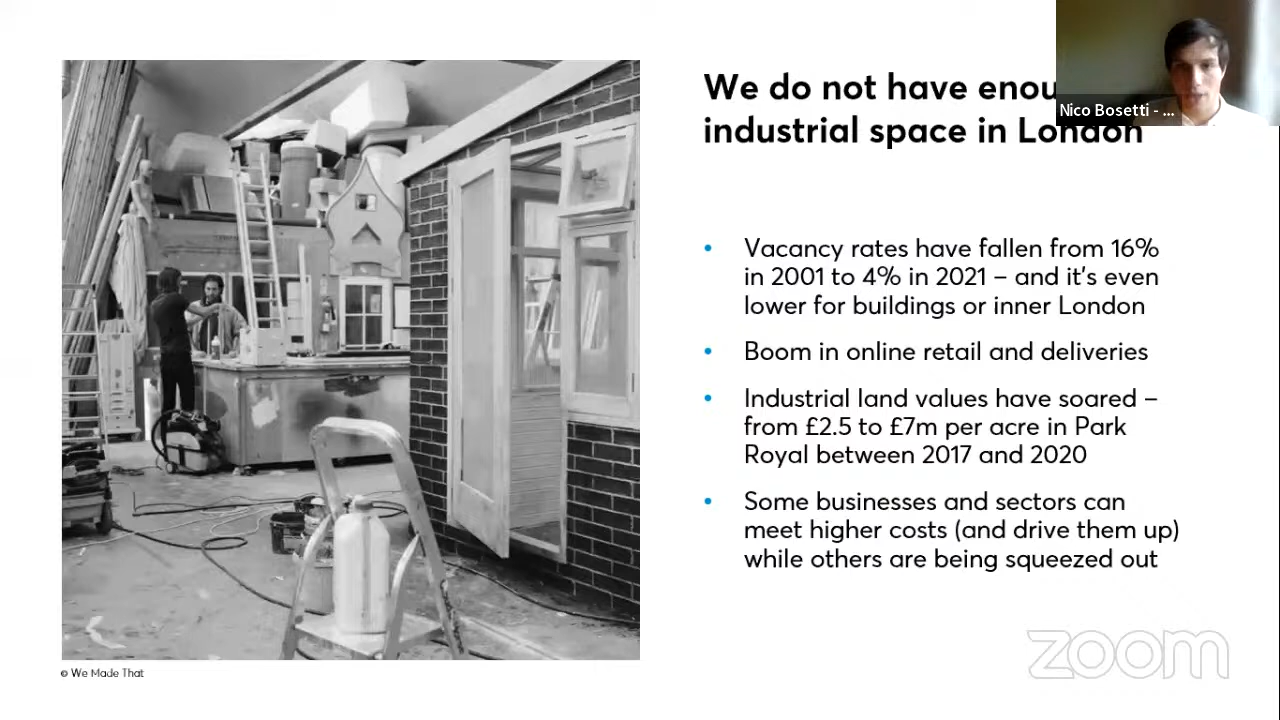 We do not have enou
industrial space in London
Nico Bosetti - ...
• Vacancy rates have fallen from 16%
in 2001 to 4% in 2021 – and it's even
lower for buildings or inner London
• Boom in online retail and deliveries
• Industrial land values have soared –
from £2.5 to £7m per acre in Park
Royal between 2017 and 2020
• Some businesses and sectors can
meet higher costs (and drive them up)
while others are being squeezed out
© We Made That
zoom